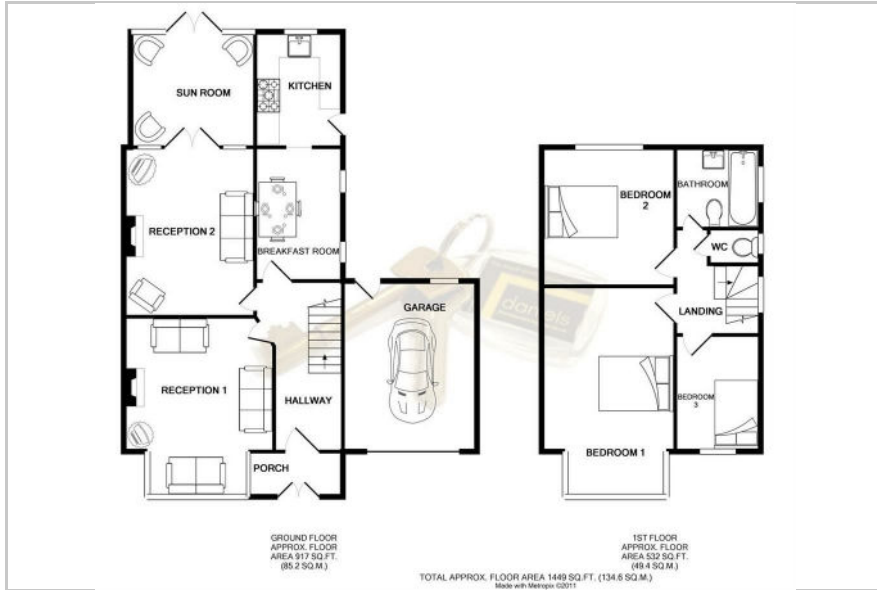 SUN ROOM
KITCHEN
RECEPTION 2
BREAKFAST ROOM
GARAGE
RECEPTION 1
HALLWAY
PORCH
BEDROOM
2
BATHROOM
WC
LANDING
BEDROOM
3
BEDROOM 1
daniels
GROUND FLOOR
APPROX. FLOOR
AREA 917 SQ.FT.
(85.2 SQ.M.)
1ST FLOOR
APPROX. FLOOR
AREA 532 SQ.FT.
(49.4 SQ.M.)
TOTAL APPROX. FLOOR AREA 1449 SQ.FT. (134.6 SQ.M.)
Made with Metropix ©2011